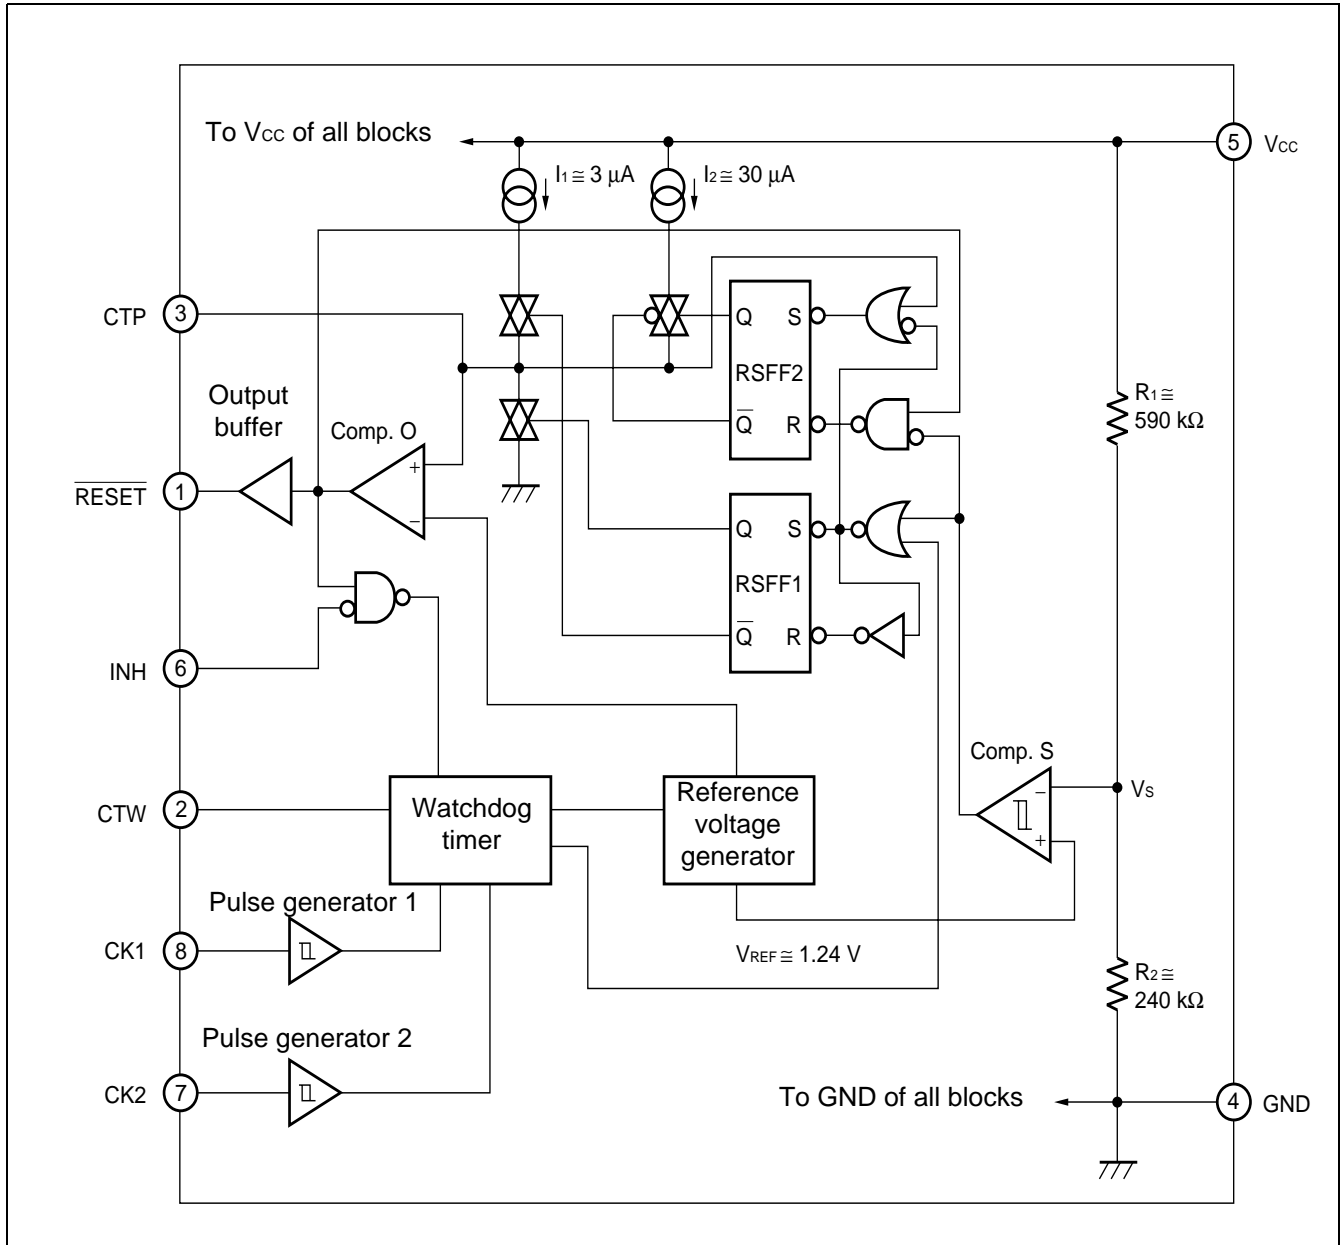 To VCC of all blocks
5
VCC
I1 ≅ 3 μA
I2 ≅ 30 μA
CTP
3
Q
S
RSFF2
Q̅
R
R1 ≅
590 kΩ
Output
buffer
Comp. O
+
−
R̅E̅S̅E̅T̅
1
Q
S
RSFF1
Q̅
R
INH
6
Comp. S
−
+
VS
CTW
2
Watchdog
timer
Reference
voltage
generator
Pulse generator 1
CK1
8
VREF ≅ 1.24 V
R2 ≅
240 kΩ
Pulse generator 2
CK2
7
To GND of all blocks
4
GND